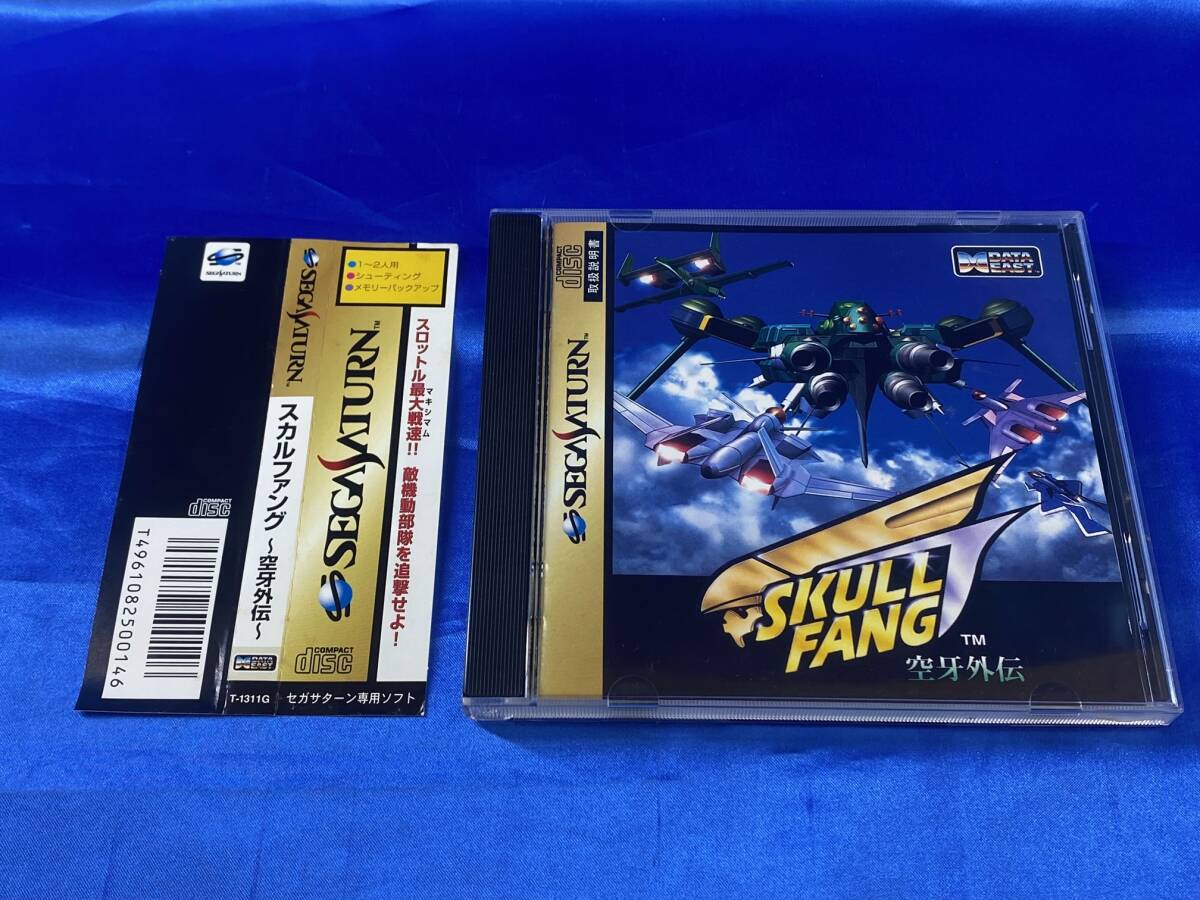 SEGA SATURN
COMPACT
disc
T4961082500146
SEGA SATURN™
スカルファング 〜空牙外伝〜
DATA EAST
T-1311G
1〜2人用
シューティング
メモリーバックアップ
SEGA SATURN™
COMPACT
disc
セガサターン専用ソフト
スロットル最大戦速!! 敵機動部隊を追撃せよ!
マキシマム
COMPACT
disc
取扱説明書
SEGA SATURN™
DATA EAST
SKULL
FANG
TM
空牙外伝